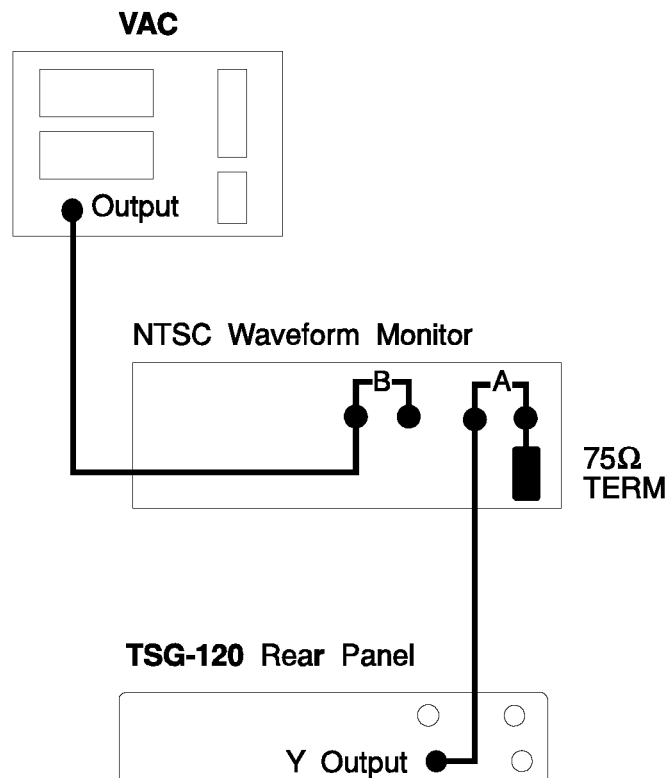 VAC
Output
NTSC Waveform Monitor
B
A
75Ω
TERM
TSG-120 Rear Panel
Y Output